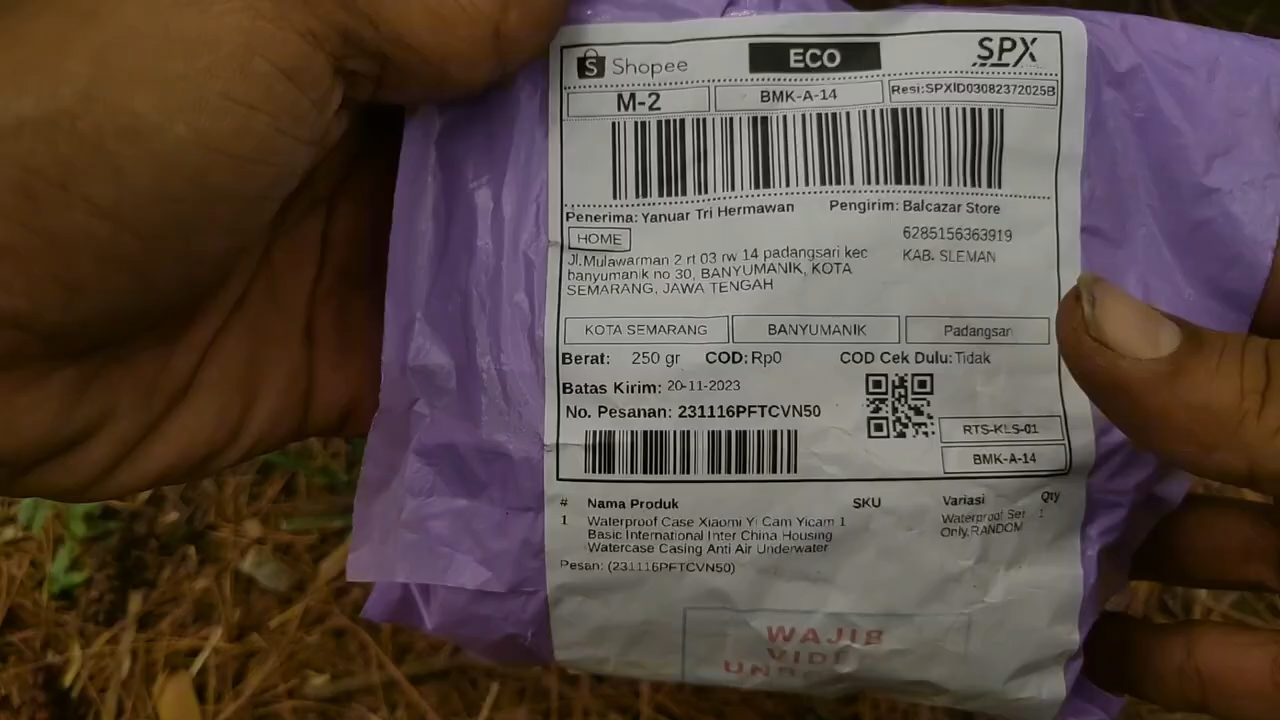 Shopee
ECO
SPX
M-2
BMK-A-14
Resi:SPXID03082372025B
Penerima: Yanuar Tri Hermawan
Pengirim: Balcazar Store
HOME
6285156363919
Jl.Mulawarman 2 rt 03 rw 14 padangsari kec
KAB. SLEMAN
banyumanik no 30, BANYUMANIK, KOTA
SEMARANG, JAWA TENGAH
KOTA SEMARANG
BANYUMANIK
Padangsari
Berat: 250 gr
COD: Rp0
COD Cek Dulu: Tidak
Batas Kirim: 20-11-2023
No. Pesanan: 231116PFTCVN50
RTS-KLS-01
BMK-A-14
# Nama Produk SKU Variasi Qty
1 Waterproof Case Xiaomi Yi Cam Yicam 1 Waterproof Set 1
Basic International Inter China Housing Only,RANDOM
Watercase Casing Anti Air Underwater
Pesan: (231116PFTCVN50)
WAJIB